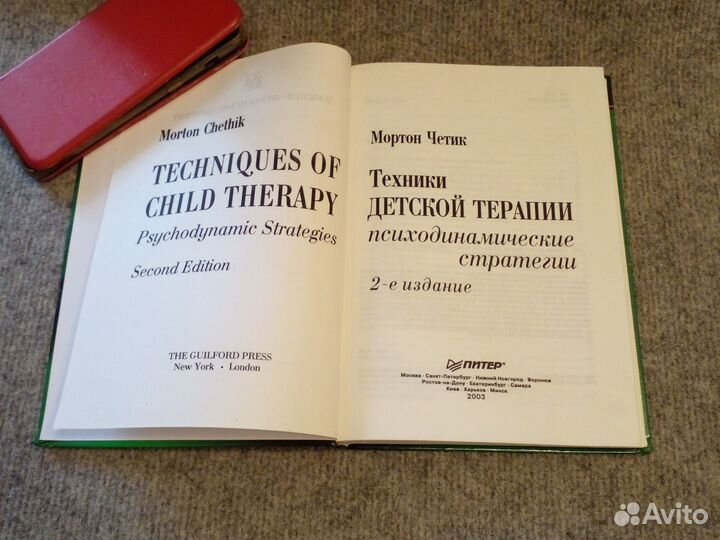 Morton Chethik
TECHNIQUES OF
CHILD THERAPY
Psychodynamic Strategies
Second Edition
THE GUILFORD PRESS
New York · London
Мортон Четик
Техники
ДЕТСКОЙ ТЕРАПИИ
психодинамические
стратегии
2-е издание
ПИТЕР®
Москва · Санкт-Петербург · Нижний Новгород · Воронеж
Ростов-на-Дону · Екатеринбург · Самара
Киев · Харьков · Минск
2003
Avito